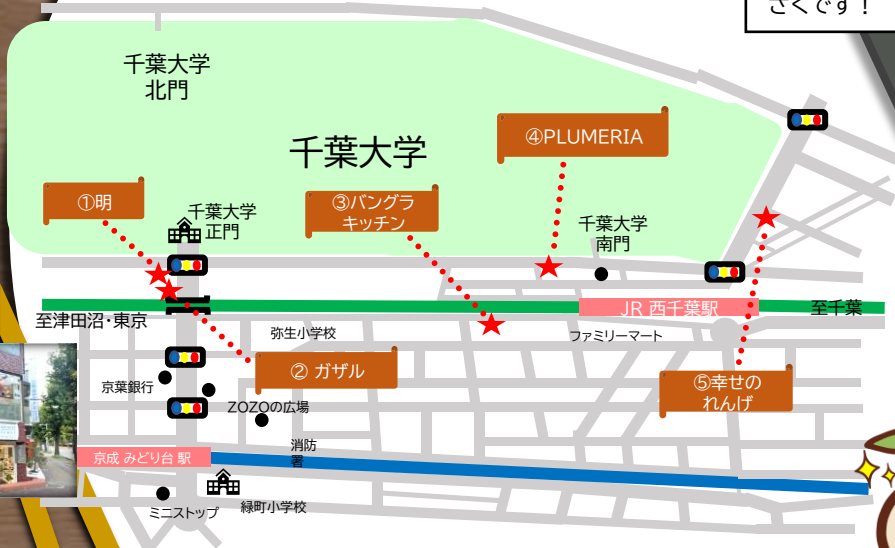 さくです！
千葉大学
北門
千葉大学
④PLUMERIA
①明
千葉大学
正門
③バングラ
キッチン
千葉大学
南門
JR 西千葉駅
至千葉
至津田沼・東京
弥生小学校
ファミリーマート
② ガザル
京葉銀行
⑤幸せの
れんげ
ZOZOの広場
消防
署
京成 みどり台 駅
ミニストップ
緑町小学校